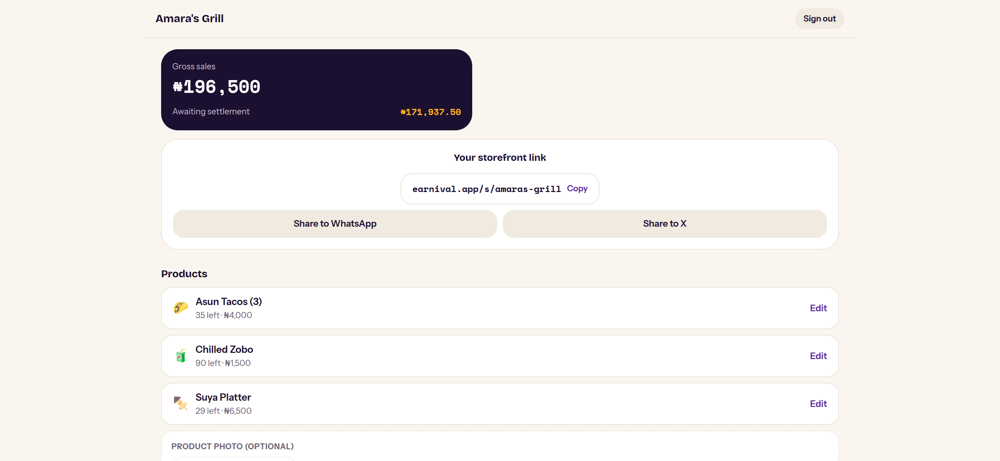 Amara's Grill
Sign out
Gross sales
₦196,500
Awaiting settlement
₦171,937.50
Your storefront link
earnival.app/s/amaras-grill Copy
Share to WhatsApp
Share to X
Products
Asun Tacos (3)
35 left · ₦4,000
Edit
Chilled Zobo
90 left · ₦1,500
Edit
Suya Platter
29 left · ₦6,500
Edit
PRODUCT PHOTO (OPTIONAL)